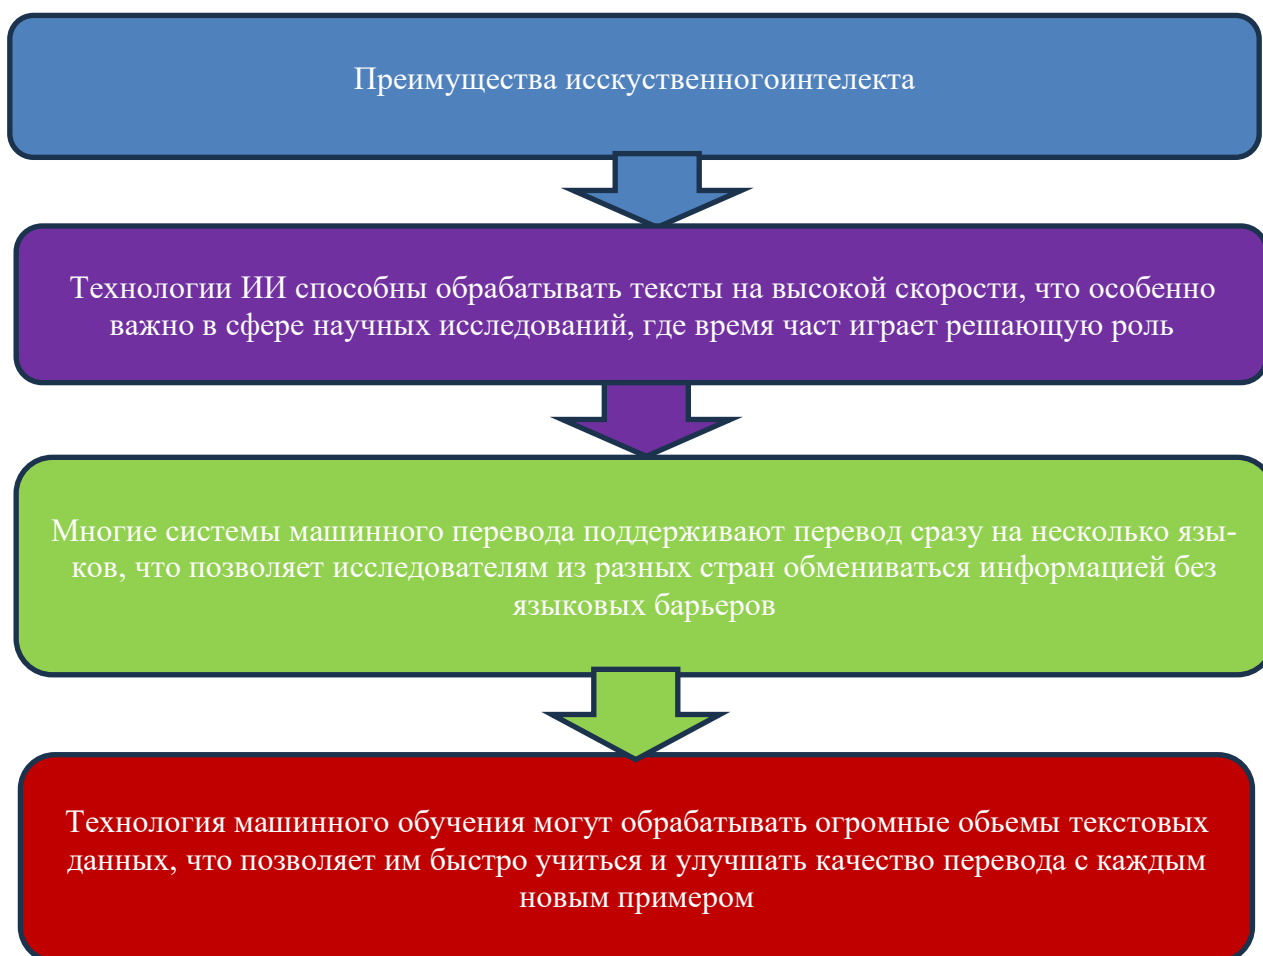 Преимущества исскуственногоинтелекта
Технологии ИИ способны обрабатывать тексты на высокой скорости, что особенно
важно в сфере научных исследований, где время част играет решающую роль
Многие системы машинного перевода поддерживают перевод сразу на несколько язы-
ков, что позволяет исследователям из разных стран обмениваться информацией без
языковых барьеров
Технология машинного обучения могут обрабатывать огромные обьемы текстовых
данных, что позволяет им быстро учиться и улучшать качество перевода с каждым
новым примером